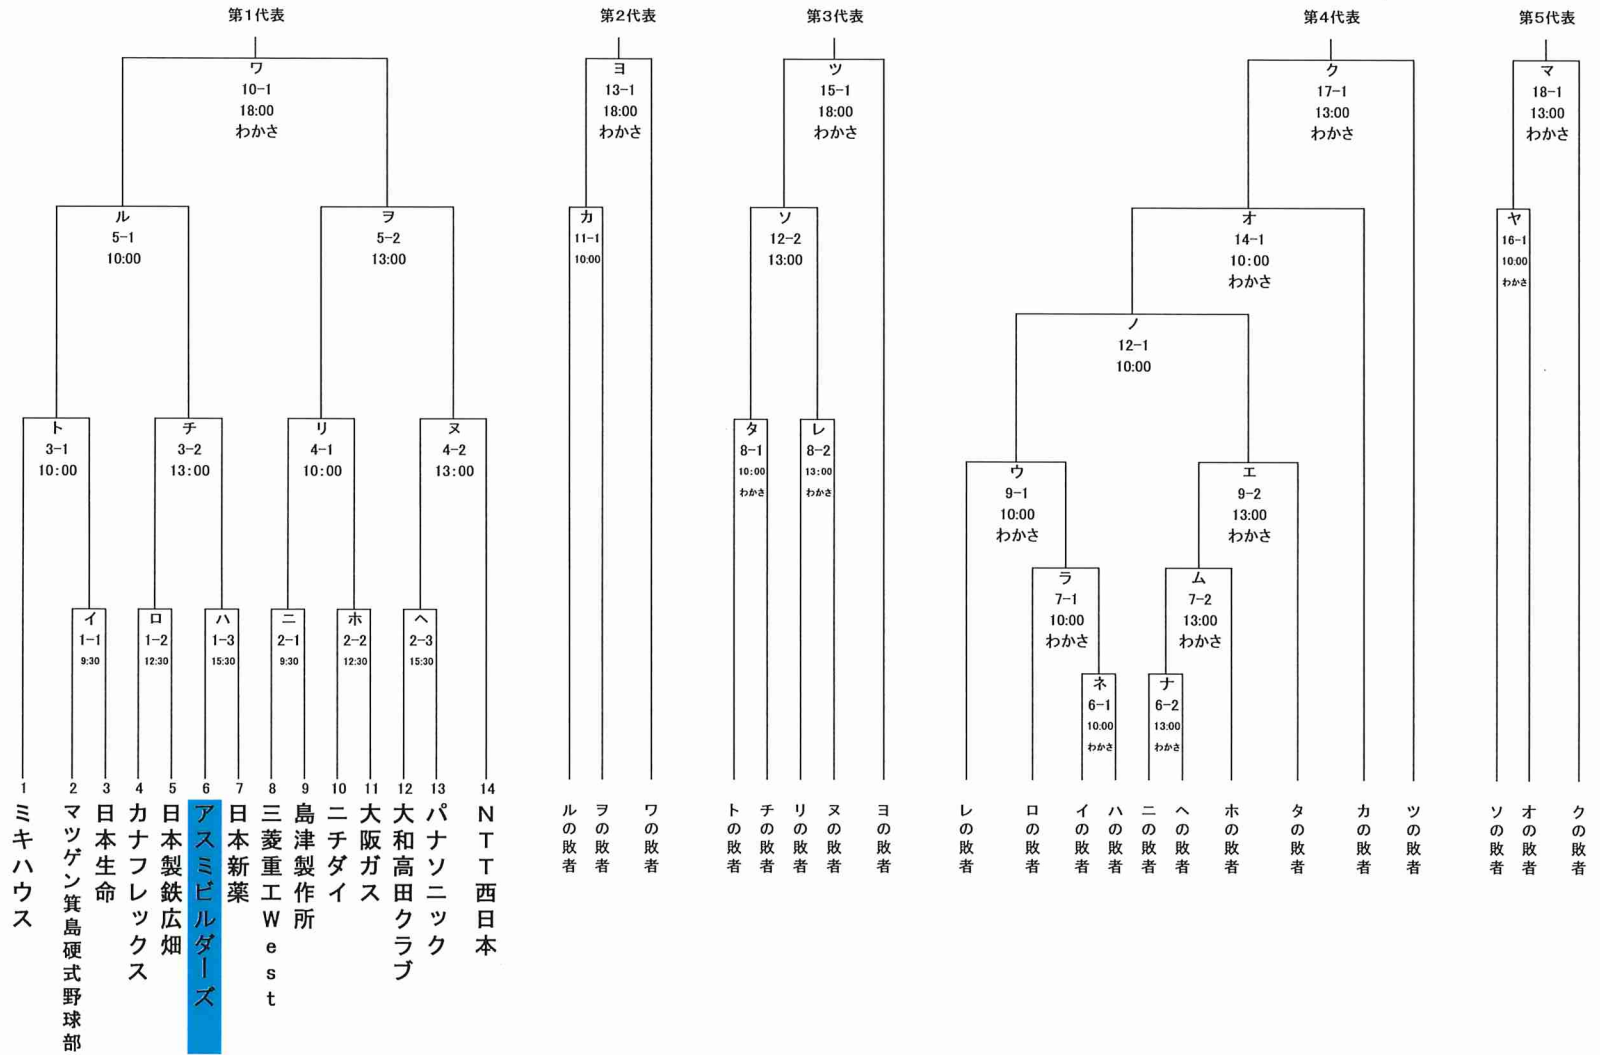 第1代表
第2代表
第3代表
第4代表
第5代表
ワ
10-1
18:00
わかさ
ヨ
13-1
18:00
わかさ
ツ
15-1
18:00
わかさ
ク
17-1
13:00
わかさ
マ
18-1
13:00
わかさ
ル
5-1
10:00
ヲ
5-2
13:00
カ
11-1
10:00
ソ
12-2
13:00
オ
14-1
10:00
わかさ
ヤ
16-1
10:00
わかさ
ノ
12-1
10:00
ト
3-1
10:00
チ
3-2
13:00
リ
4-1
10:00
ヌ
4-2
13:00
タ
8-1
10:00
わかさ
レ
8-2
13:00
わかさ
ウ
9-1
10:00
わかさ
エ
9-2
13:00
わかさ
ラ
7-1
10:00
わかさ
ム
7-2
13:00
わかさ
イ
1-1
9:30
ロ
1-2
12:30
ハ
1-3
15:30
ニ
2-1
9:30
ホ
2-2
12:30
ヘ
2-3
15:30
ネ
6-1
10:00
わかさ
ナ
6-2
13:00
わかさ
1
ミキハウス
2
マツゲン箕島硬式野球部
3
日本生命
4
カナフレックス
5
日本製鉄広畑
6
アスミビルダーズ
7
日本新薬
8
三菱重工West
9
島津製作所
10
ニチダイ
11
大阪ガス
12
大和高田クラブ
13
パナソニック
14
NTT西日本
ルの敗者
ヲの敗者
ワの敗者
トの敗者
チの敗者
リの敗者
ヌの敗者
ヨの敗者
レの敗者
ロの敗者
イの敗者
ハの敗者
ニの敗者
ヘの敗者
ホの敗者
タの敗者
カの敗者
ツの敗者
ソの敗者
オの敗者
クの敗者